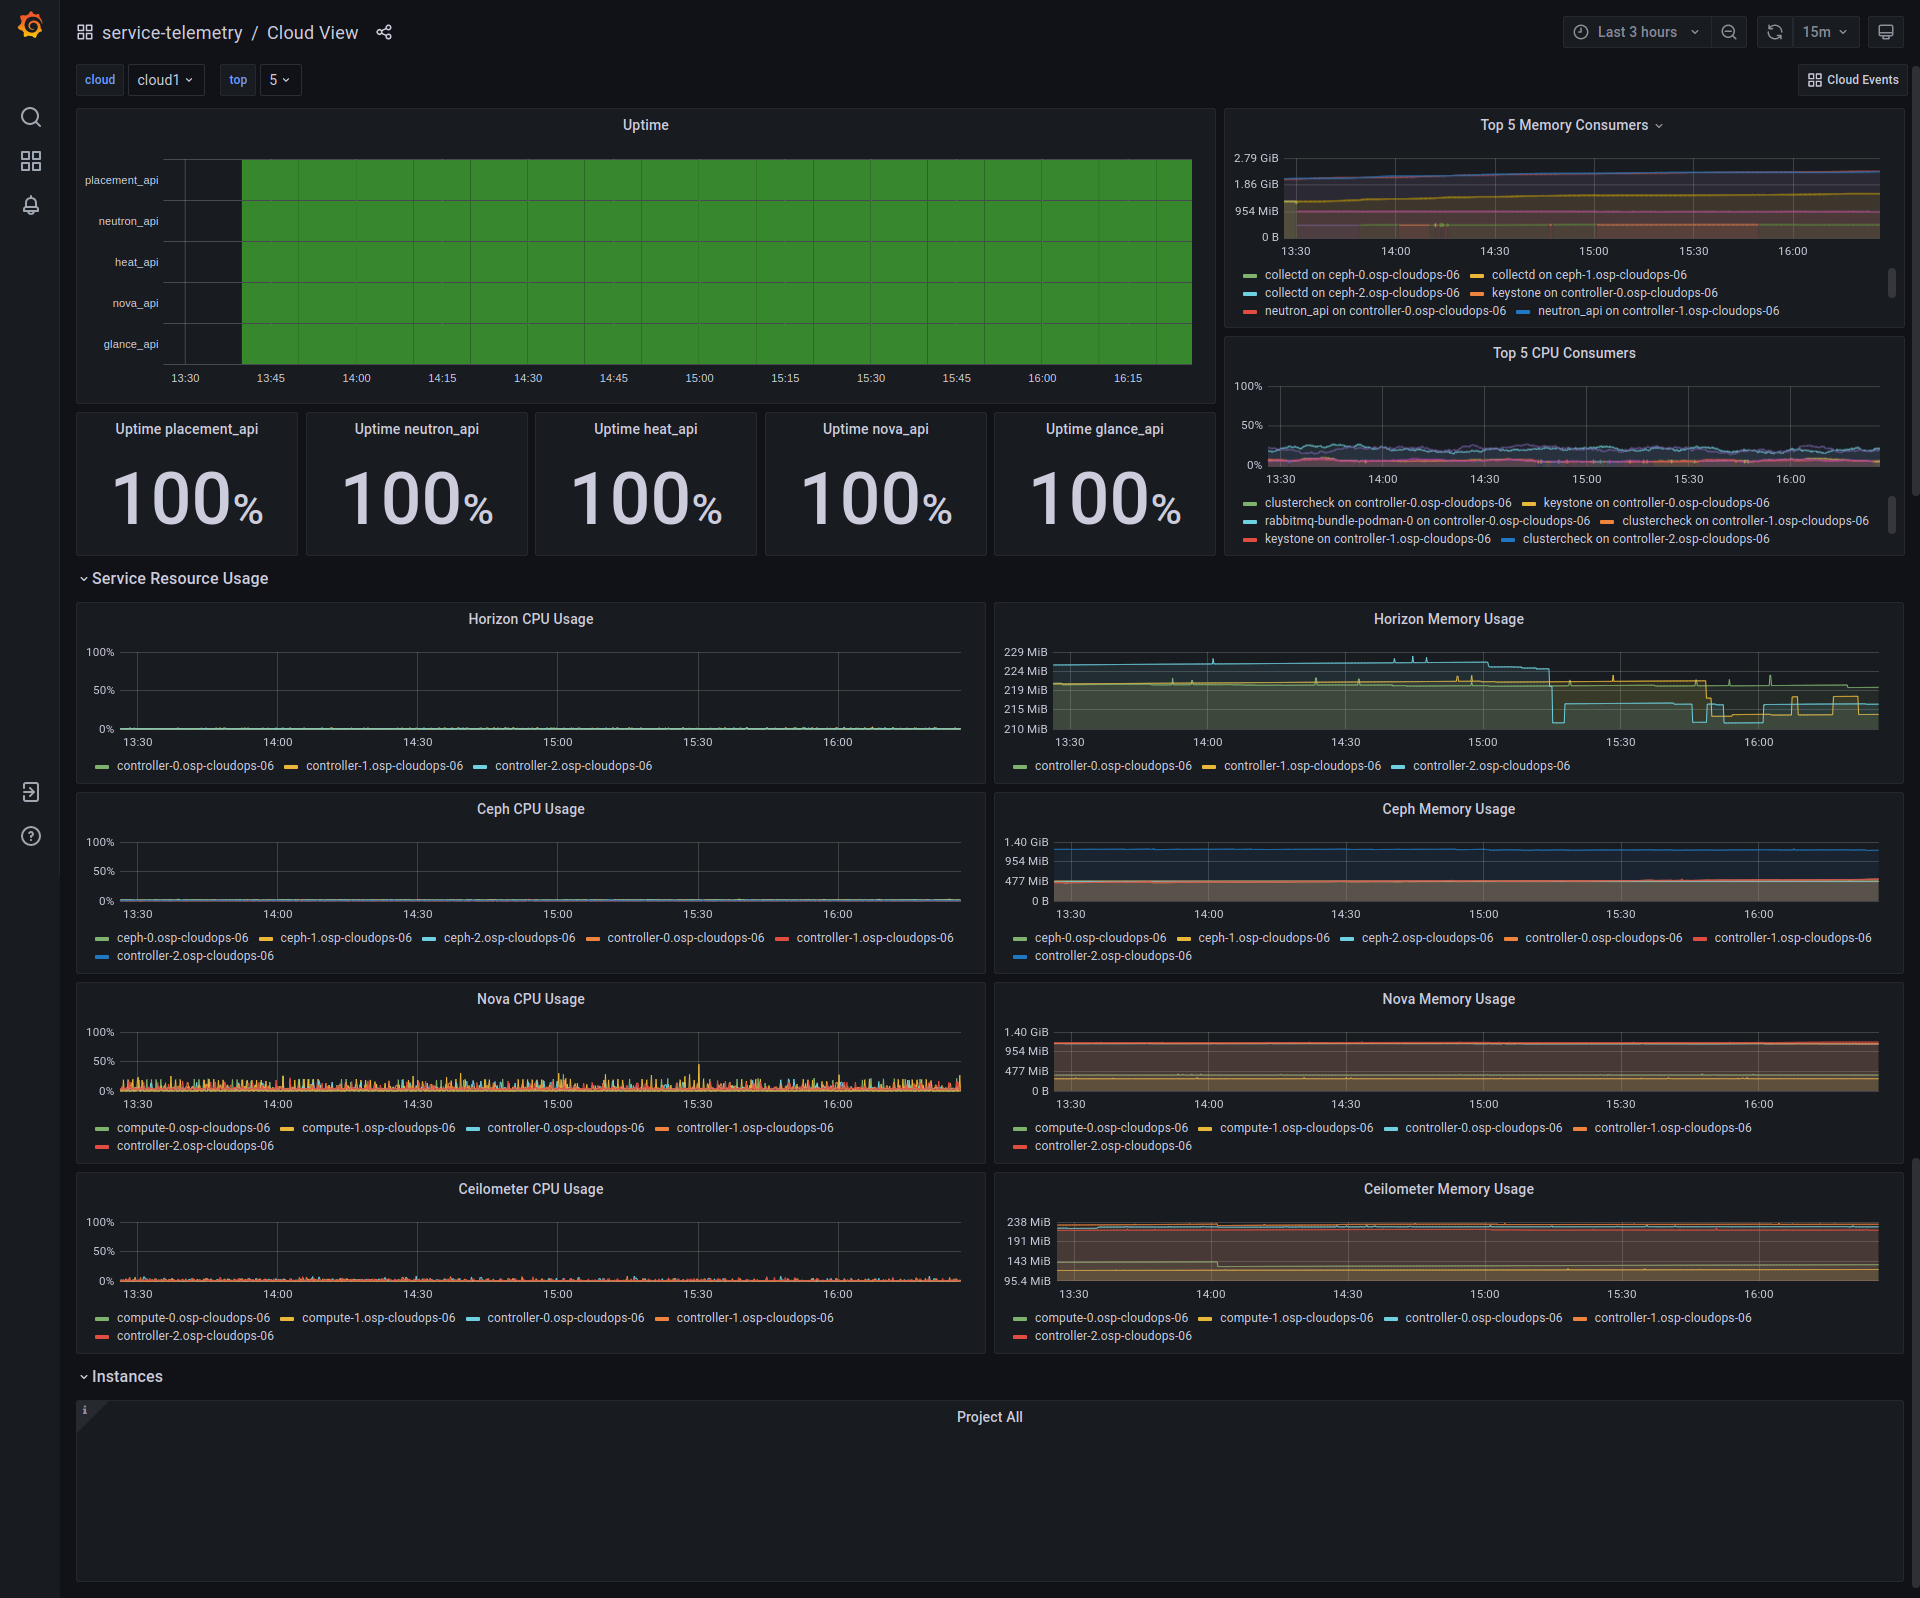 service-telemetry / Cloud View
Last 3 hours
15m
cloud cloud1 top 5
Cloud Events
Uptime
placement_api
neutron_api
heat_api
nova_api
glance_api
13:30 13:45 14:00 14:15 14:30 14:45 15:00 15:15 15:30 15:45 16:00 16:15
Top 5 Memory Consumers
2.79 GiB
1.86 GiB
954 MiB
0 B
13:30 14:00 14:30 15:00 15:30 16:00
collectd on ceph-0.osp-cloudops-06 collectd on ceph-1.osp-cloudops-06
collectd on ceph-2.osp-cloudops-06 keystone on controller-0.osp-cloudops-06
neutron_api on controller-0.osp-cloudops-06 neutron_api on controller-1.osp-cloudops-06
Top 5 CPU Consumers
100%
50%
0%
13:30 14:00 14:30 15:00 15:30 16:00
clustercheck on controller-0.osp-cloudops-06 keystone on controller-0.osp-cloudops-06
rabbitmq-bundle-podman-0 on controller-0.osp-cloudops-06 clustercheck on controller-1.osp-cloudops-06
keystone on controller-1.osp-cloudops-06 clustercheck on controller-2.osp-cloudops-06
Uptime placement_api
100%
Uptime neutron_api
100%
Uptime heat_api
100%
Uptime nova_api
100%
Uptime glance_api
100%
Service Resource Usage
Horizon CPU Usage
100%
50%
0%
13:30 14:00 14:30 15:00 15:30 16:00
controller-0.osp-cloudops-06 controller-1.osp-cloudops-06 controller-2.osp-cloudops-06
Horizon Memory Usage
229 MiB
224 MiB
219 MiB
215 MiB
210 MiB
13:30 14:00 14:30 15:00 15:30 16:00
controller-0.osp-cloudops-06 controller-1.osp-cloudops-06 controller-2.osp-cloudops-06
Ceph CPU Usage
100%
50%
0%
13:30 14:00 14:30 15:00 15:30 16:00
ceph-0.osp-cloudops-06 ceph-1.osp-cloudops-06 ceph-2.osp-cloudops-06 controller-0.osp-cloudops-06 controller-1.osp-cloudops-06
controller-2.osp-cloudops-06
Ceph Memory Usage
1.40 GiB
954 MiB
477 MiB
0 B
13:30 14:00 14:30 15:00 15:30 16:00
ceph-0.osp-cloudops-06 ceph-1.osp-cloudops-06 ceph-2.osp-cloudops-06 controller-0.osp-cloudops-06 controller-1.osp-cloudops-06
controller-2.osp-cloudops-06
Nova CPU Usage
100%
50%
0%
13:30 14:00 14:30 15:00 15:30 16:00
compute-0.osp-cloudops-06 compute-1.osp-cloudops-06 controller-0.osp-cloudops-06 controller-1.osp-cloudops-06
controller-2.osp-cloudops-06
Nova Memory Usage
1.40 GiB
954 MiB
477 MiB
0 B
13:30 14:00 14:30 15:00 15:30 16:00
compute-0.osp-cloudops-06 compute-1.osp-cloudops-06 controller-0.osp-cloudops-06 controller-1.osp-cloudops-06
controller-2.osp-cloudops-06
Ceilometer CPU Usage
100%
50%
0%
13:30 14:00 14:30 15:00 15:30 16:00
compute-0.osp-cloudops-06 compute-1.osp-cloudops-06 controller-0.osp-cloudops-06 controller-1.osp-cloudops-06
controller-2.osp-cloudops-06
Ceilometer Memory Usage
238 MiB
191 MiB
143 MiB
95.4 MiB
13:30 14:00 14:30 15:00 15:30 16:00
compute-0.osp-cloudops-06 compute-1.osp-cloudops-06 controller-0.osp-cloudops-06 controller-1.osp-cloudops-06
controller-2.osp-cloudops-06
Instances
i
Project All